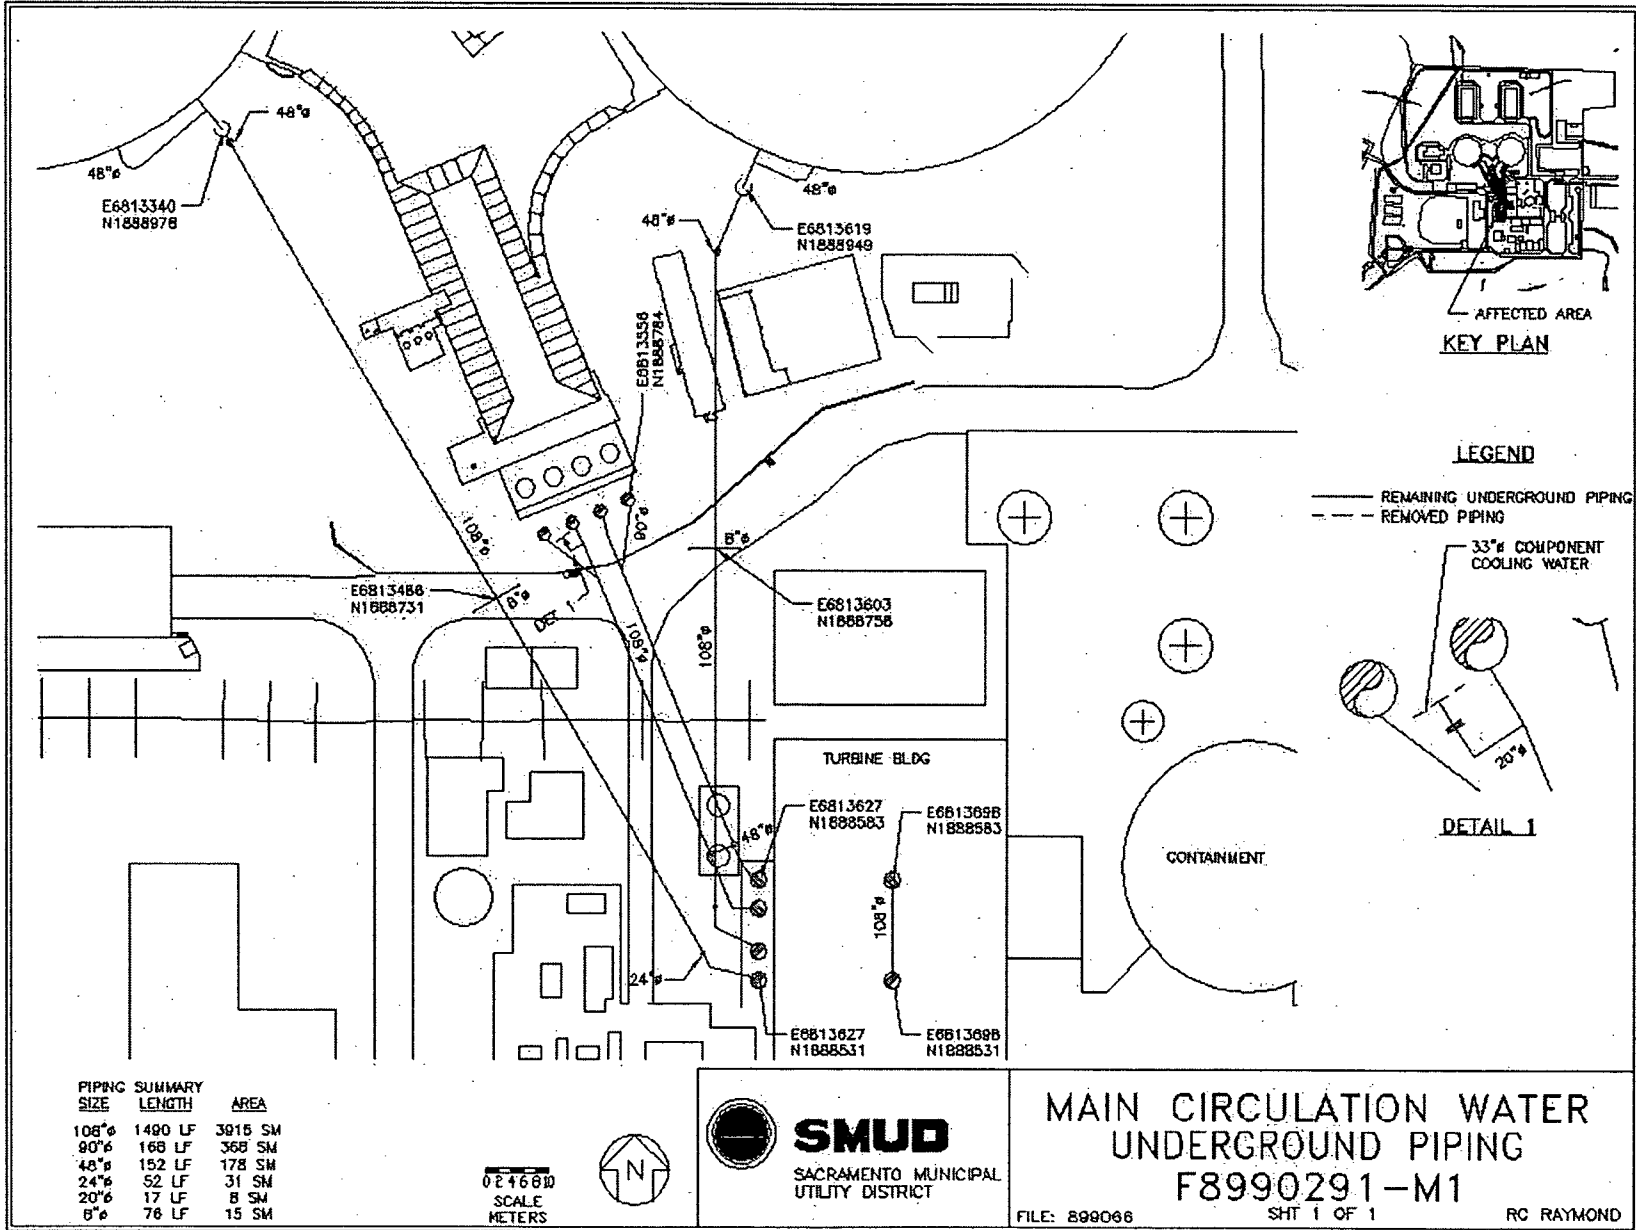 48"ø
48"ø
E6813340
N1888978
48"ø
48"ø
E6813619
N1888949
E6813556
N1888784
AFFECTED AREA
KEY PLAN
LEGEND
REMAINING UNDERGROUND PIPING
REMOVED PIPING
33"ø COMPONENT
COOLING WATER
20"ø
DETAIL 1
108"ø
90"ø
8"ø
E6813486
N1888731
8"ø
DET 1
E6813603
N1888756
108"ø
108"ø
TURBINE BLDG
E6813627
N1888583
E6813698
N1888583
48"ø
CONTAINMENT
108"ø
24"ø
E6813627
N1888531
E6813698
N1888531
PIPING SUMMARY
SIZE LENGTH AREA
108"ø 1490 LF 3915 SM
90"ø 168 LF 368 SM
48"ø 152 LF 178 SM
24"ø 52 LF 31 SM
20"ø 17 LF 8 SM
8"ø 76 LF 15 SM
0 2 4 6 8 10
SCALE
METERS
N
SMUD
SACRAMENTO MUNICIPAL
UTILITY DISTRICT
MAIN CIRCULATION WATER
UNDERGROUND PIPING
F8990291-M1
FILE: 899066
SHT 1 OF 1
RC RAYMOND